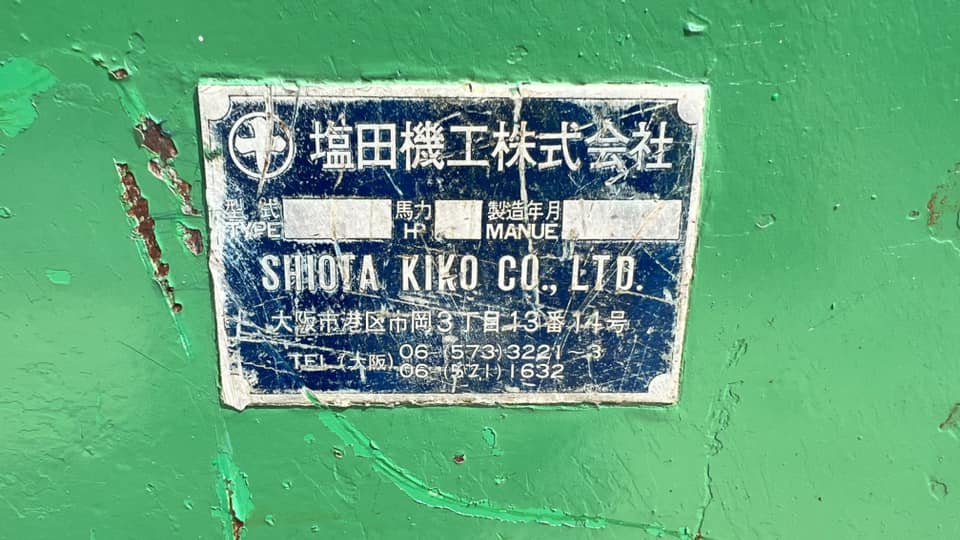 塩田機工株式会社
型式 馬力 製造年月
TYPE HP MANUE
SHIOTA KIKO CO., LTD.
大阪市港区市岡3丁目13番14号
TEL (大阪) 06-(573)3221~3
06-(571)1632